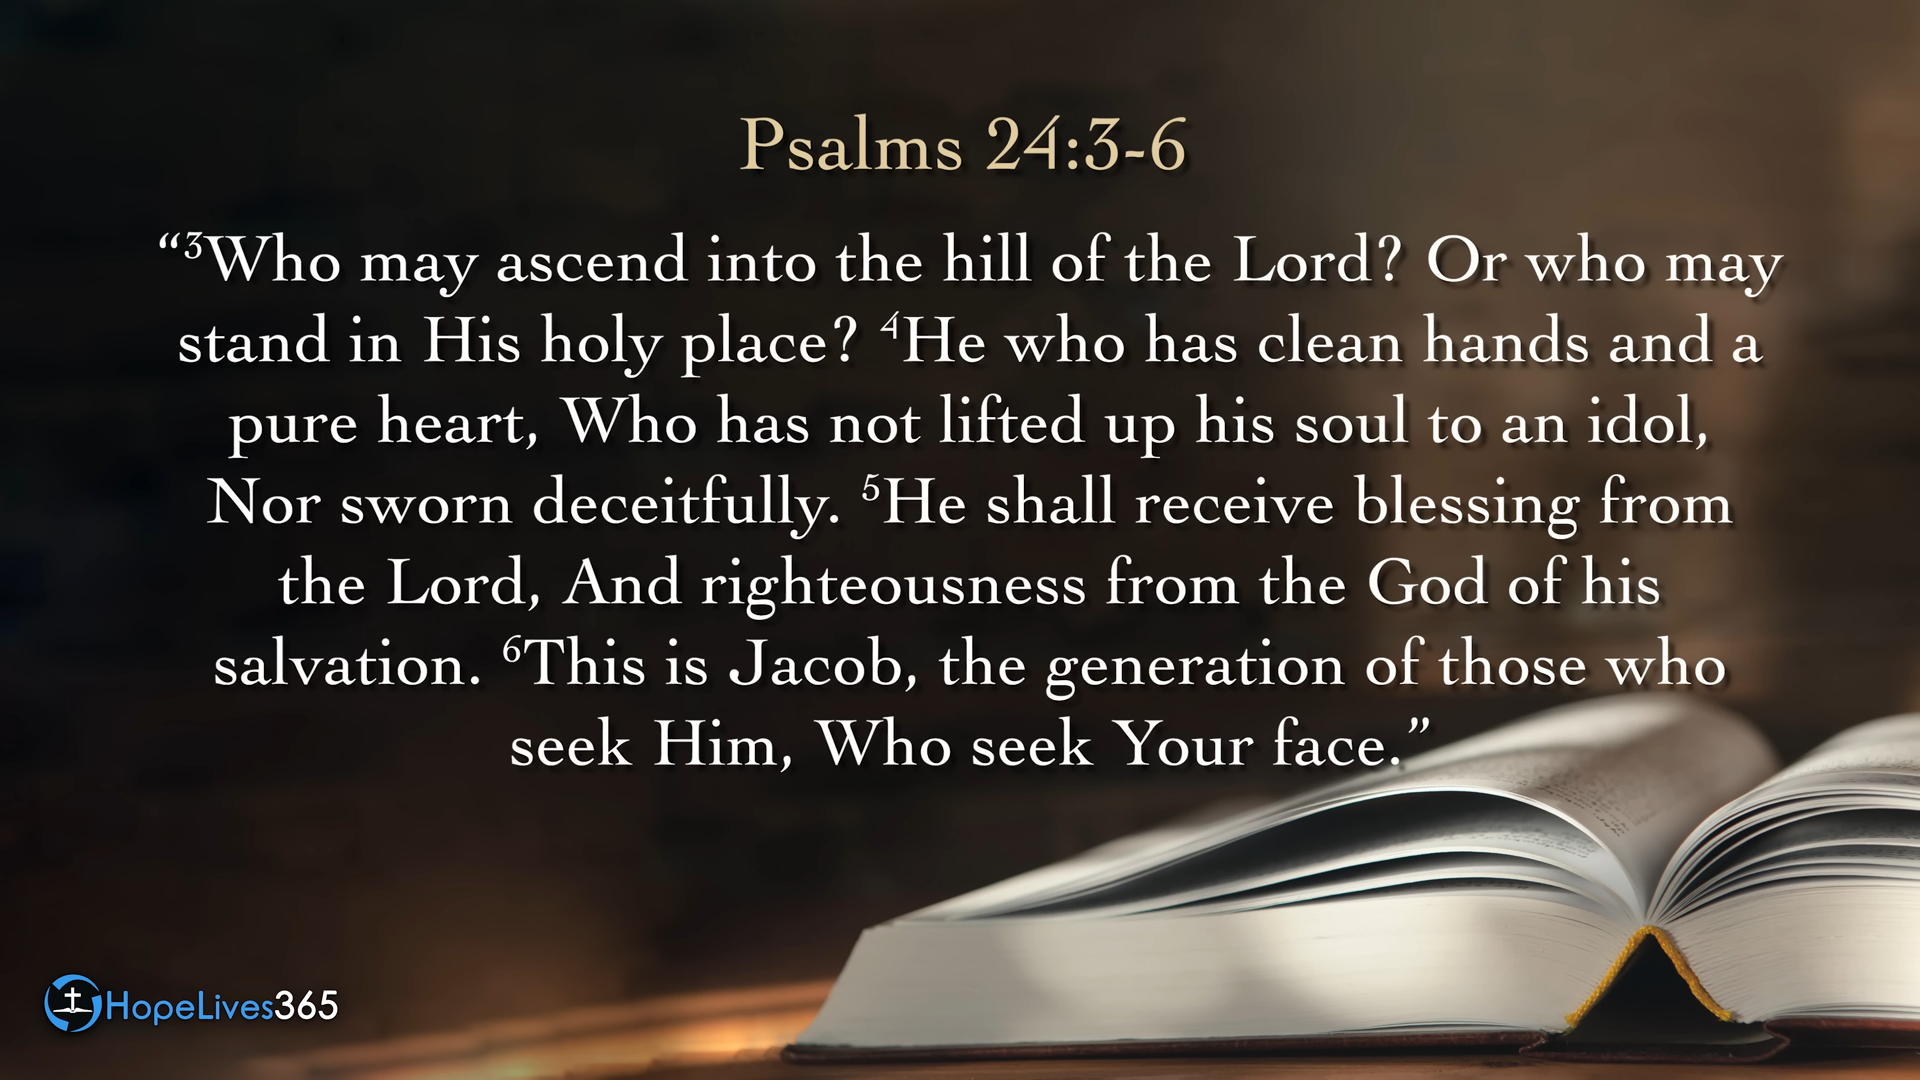 Psalms 24:3-6
“³Who may ascend into the hill of the Lord? Or who may
stand in His holy place? ⁴He who has clean hands and a
pure heart, Who has not lifted up his soul to an idol,
Nor sworn deceitfully. ⁵He shall receive blessing from
the Lord, And righteousness from the God of his
salvation. ⁶This is Jacob, the generation of those who
seek Him, Who seek Your face.”
HopeLives365